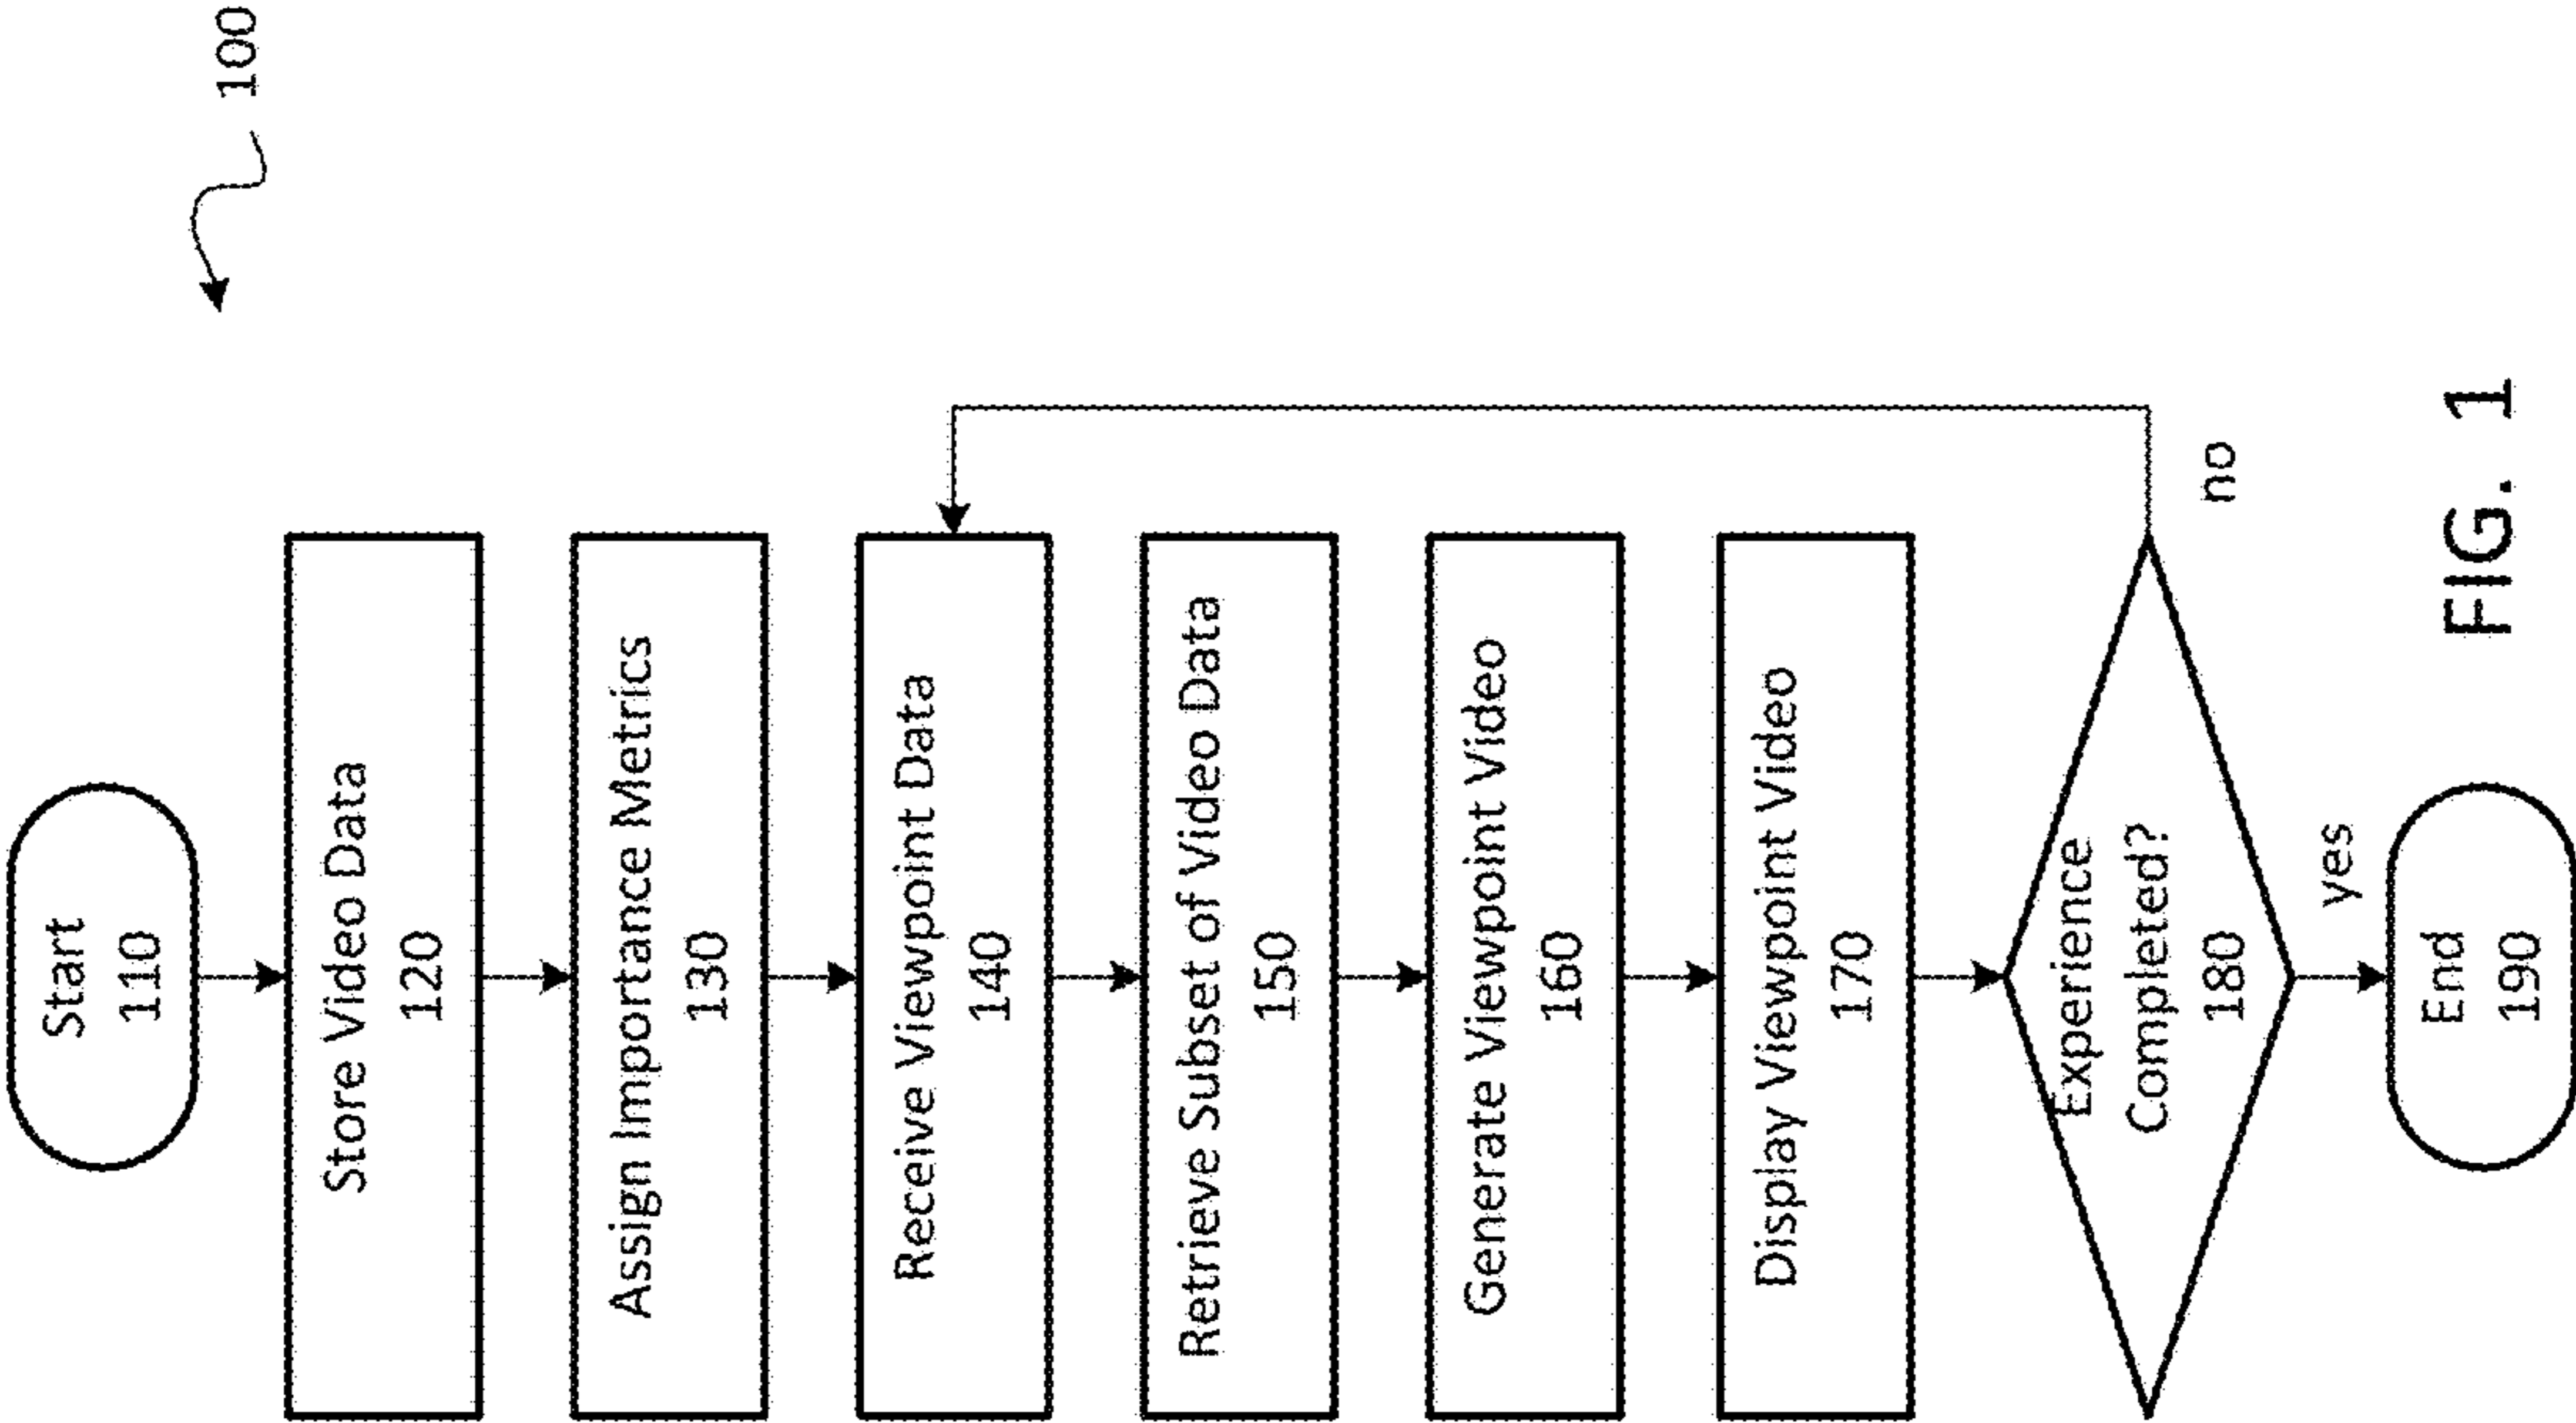 100
Start
110
Store Video Data
120
Assign Importance Metrics
130
Receive Viewpoint Data
140
Retrieve Subset of Video Data
150
Generate Viewpoint Video
160
Display Viewpoint Video
170
Experience
Completed?
180
no
yes
End
190
FIG. 1